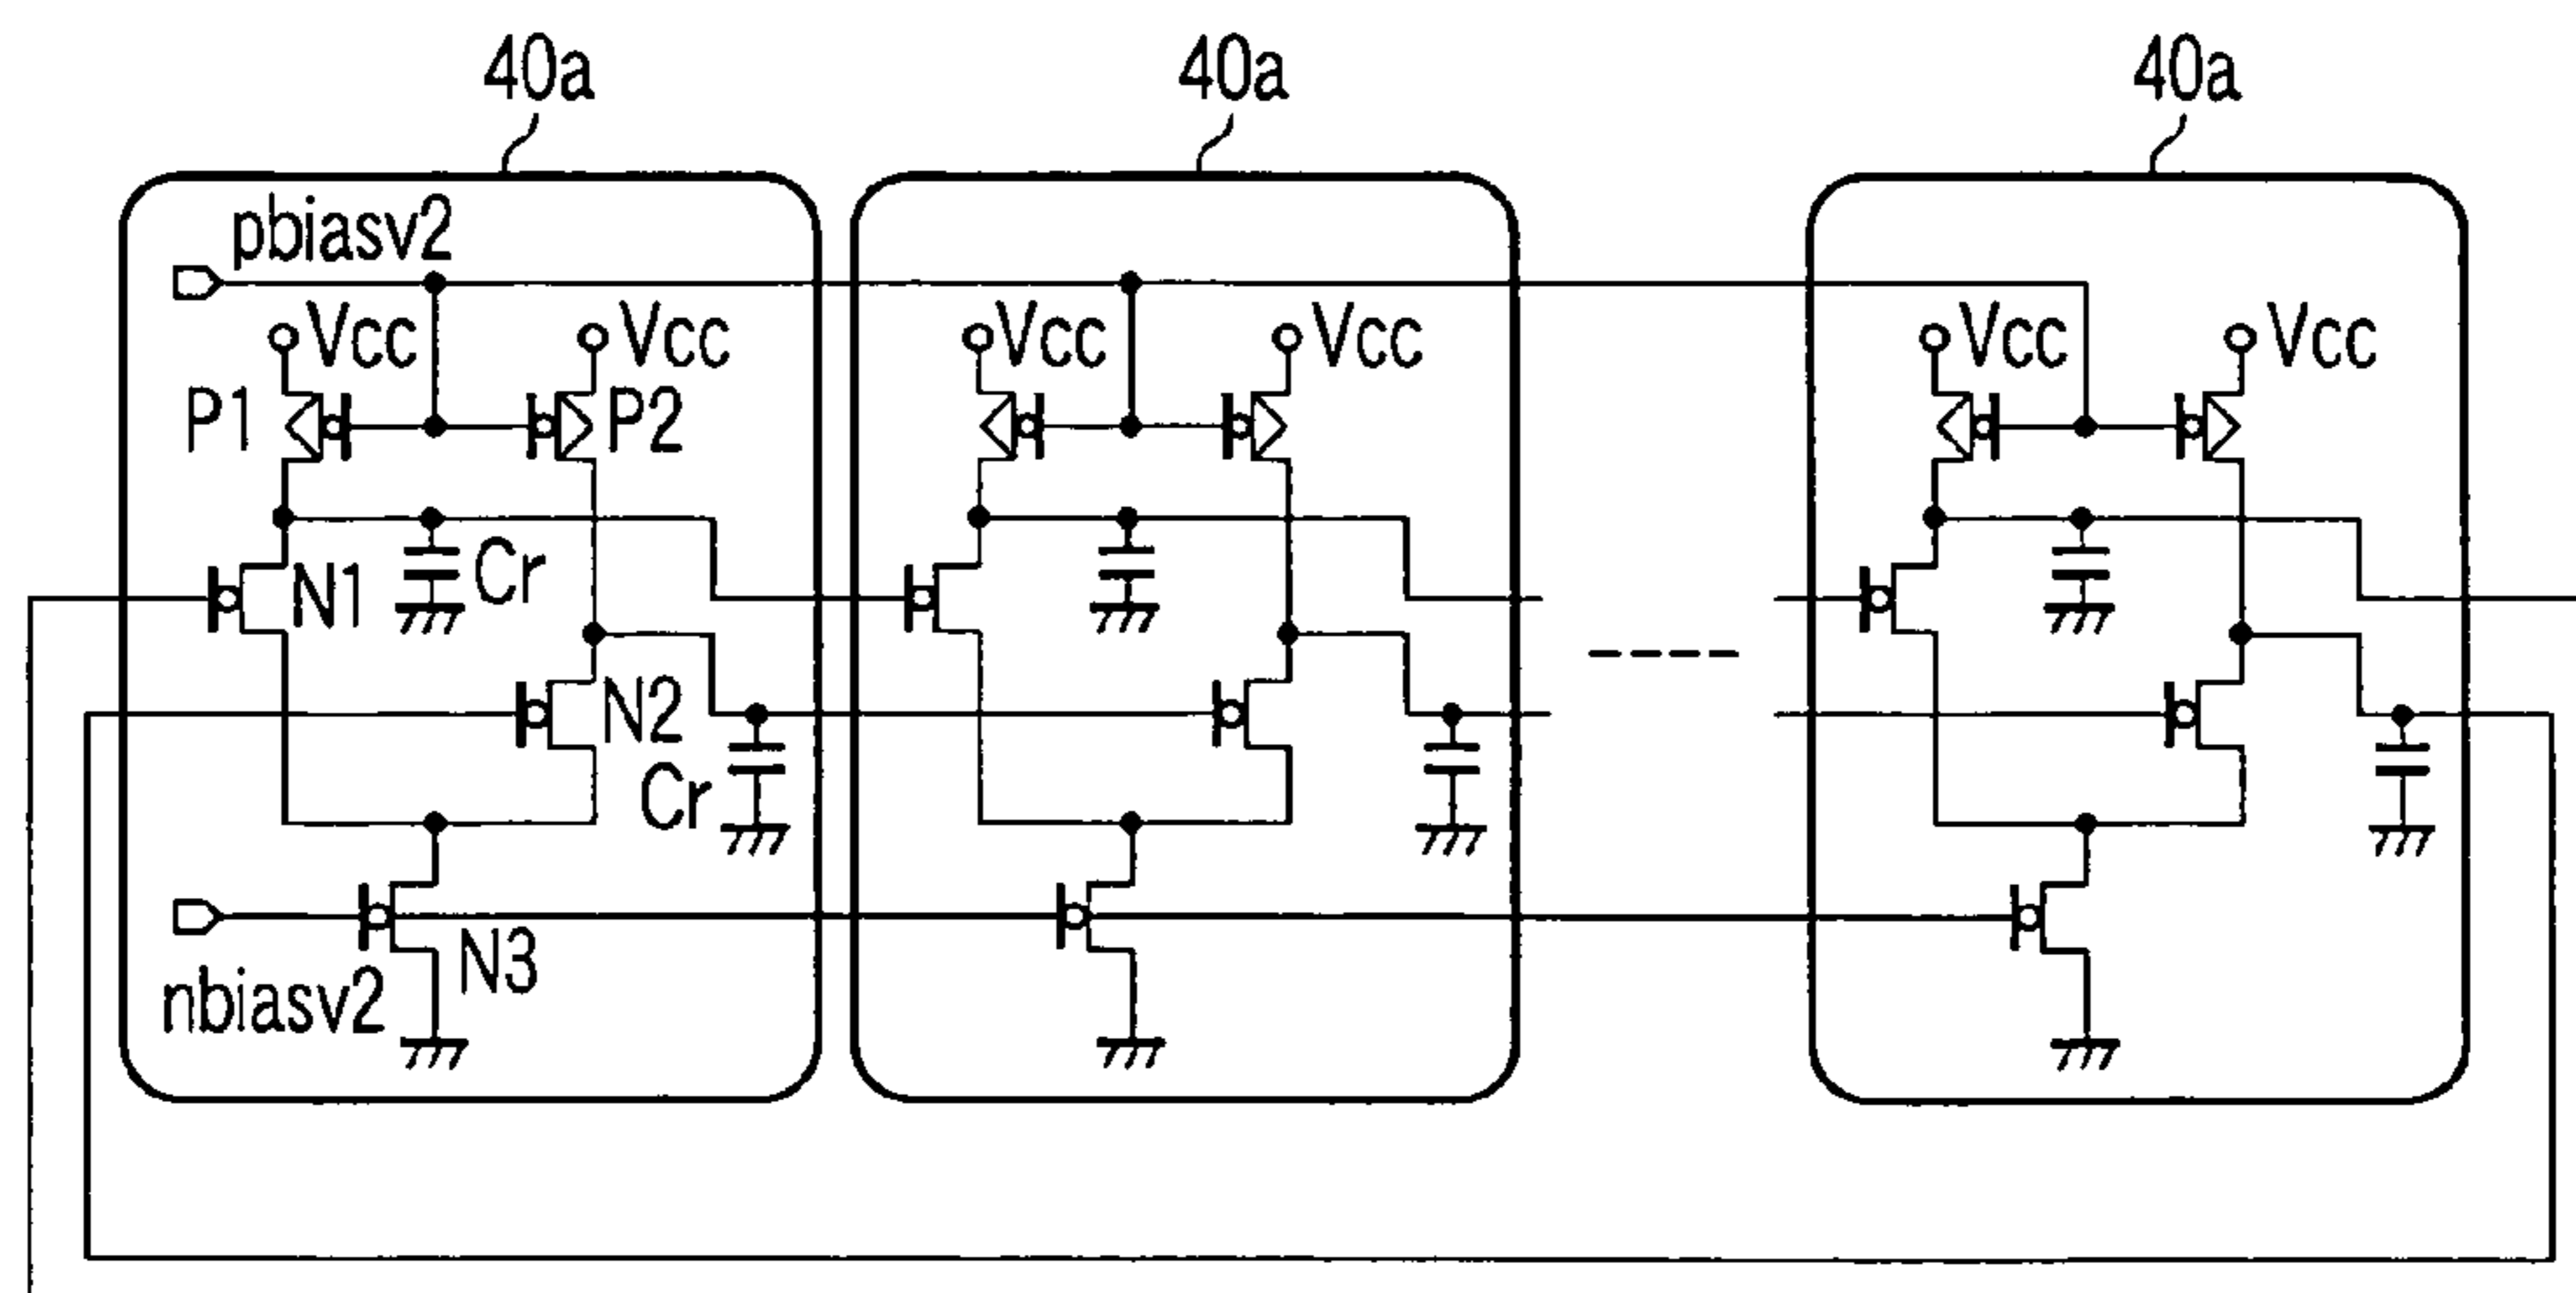 40a 40a 40a
pbiasv2
Vcc Vcc Vcc Vcc Vcc Vcc
P1 P2
N1 Cr
N2
Cr
N3
nbiasv2